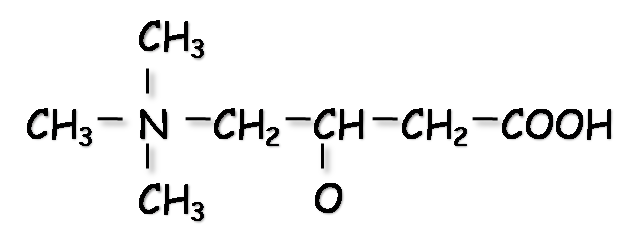 CH3
CH3 – N – CH2 – CH – CH2 – COOH
CH3 O